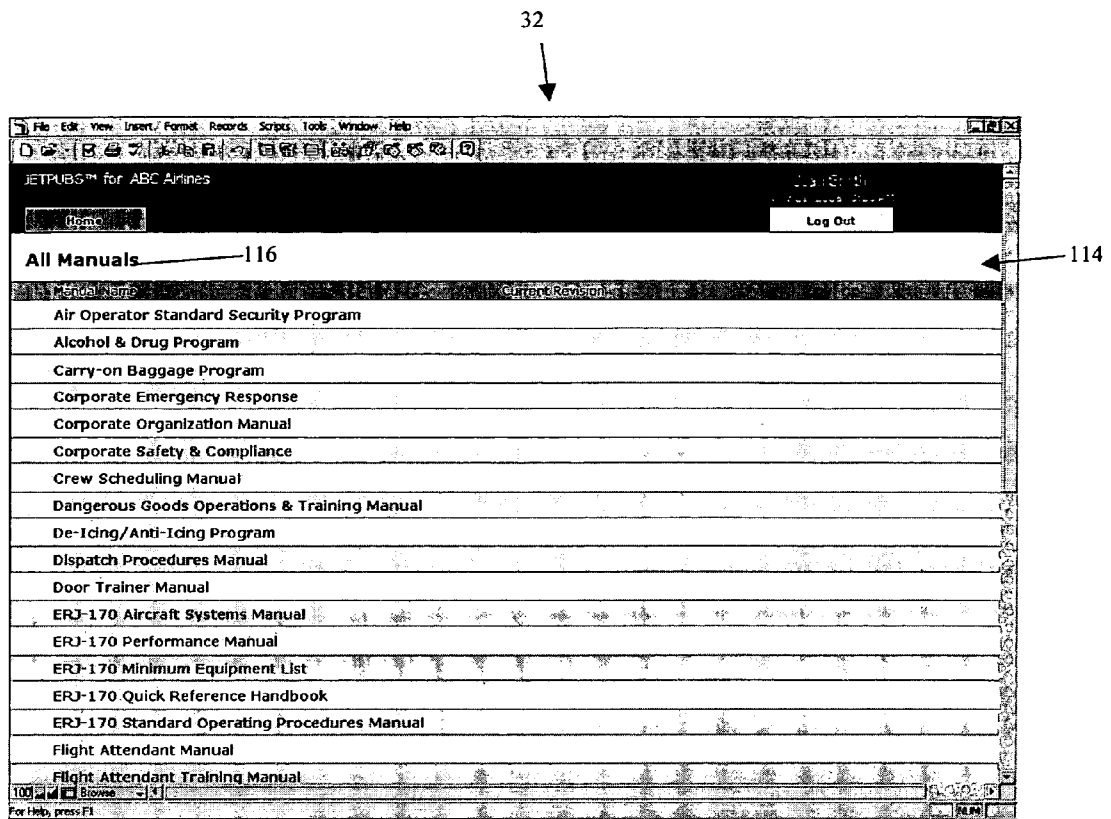 32
File Edit View Insert Format Records Scripts Tools Window Help
JETPUBS™ for ABC Airlines
Home
Log Out
All Manuals
116
114
Manual Name Current Revision
Air Operator Standard Security Program
Alcohol & Drug Program
Carry-on Baggage Program
Corporate Emergency Response
Corporate Organization Manual
Corporate Safety & Compliance
Crew Scheduling Manual
Dangerous Goods Operations & Training Manual
De-Icing/Anti-Icing Program
Dispatch Procedures Manual
Door Trainer Manual
ERJ-170 Aircraft Systems Manual
ERJ-170 Performance Manual
ERJ-170 Minimum Equipment List
ERJ-170 Quick Reference Handbook
ERJ-170 Standard Operating Procedures Manual
Flight Attendant Manual
Flight Attendant Training Manual
100 Browse
For Help, press F1 NUM